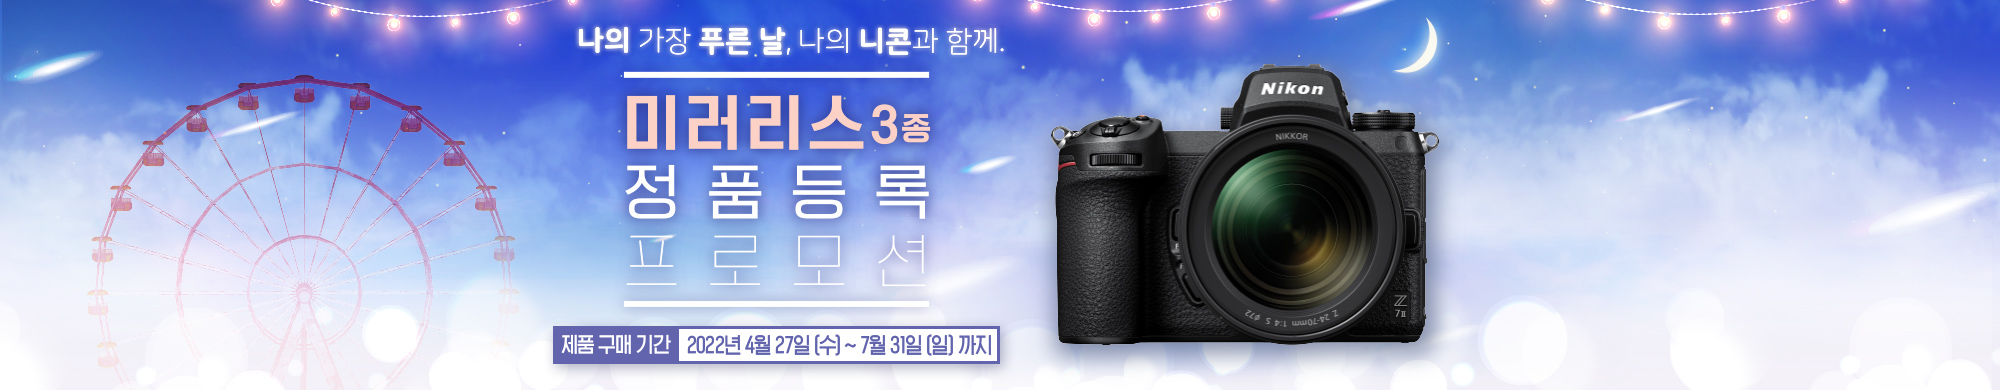 나의 가장 푸른 날, 나의 니콘과 함께.
미러리스 3종
정품등록
프로모션
제품 구매 기간 2022년 4월 27일 (수) ~ 7월 31일 (일) 까지
Nikon
NIKKOR
Z 24-70mm 1:4 S ø72
Z
7II